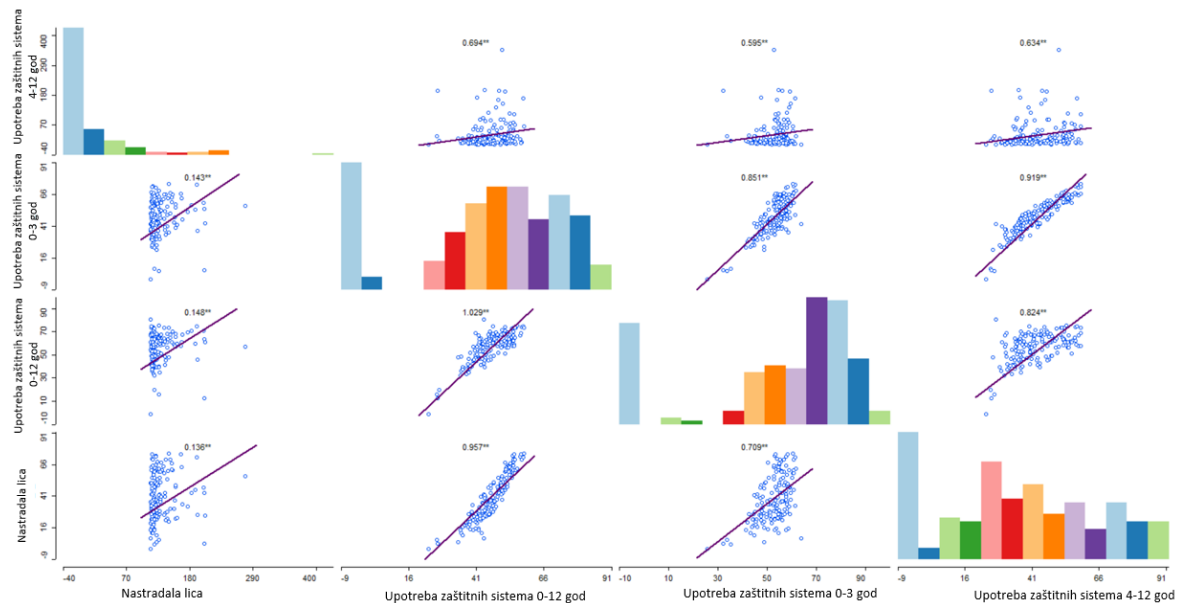 Upotreba zaštitnih sistema
4-12 god
400
290
180
70
-40
0.694**
0.595**
0.634**
Upotreba zaštitnih sistema
0-3 god
91
66
41
16
-9
0.143**
0.851**
0.919**
Upotreba zaštitnih sistema
0-12 god
90
70
50
30
10
-10
0.148**
1.029**
0.824**
Nastradala lica
91
66
41
16
-9
0.136**
0.957**
0.709**
-40 70 180 290 400
-9 16 41 66 91
-10 10 30 50 70 90
-9 16 41 66 91
Nastradala lica
Upotreba zaštitnih sistema 0-12 god
Upotreba zaštitnih sistema 0-3 god
Upotreba zaštitnih sistema 4-12 god